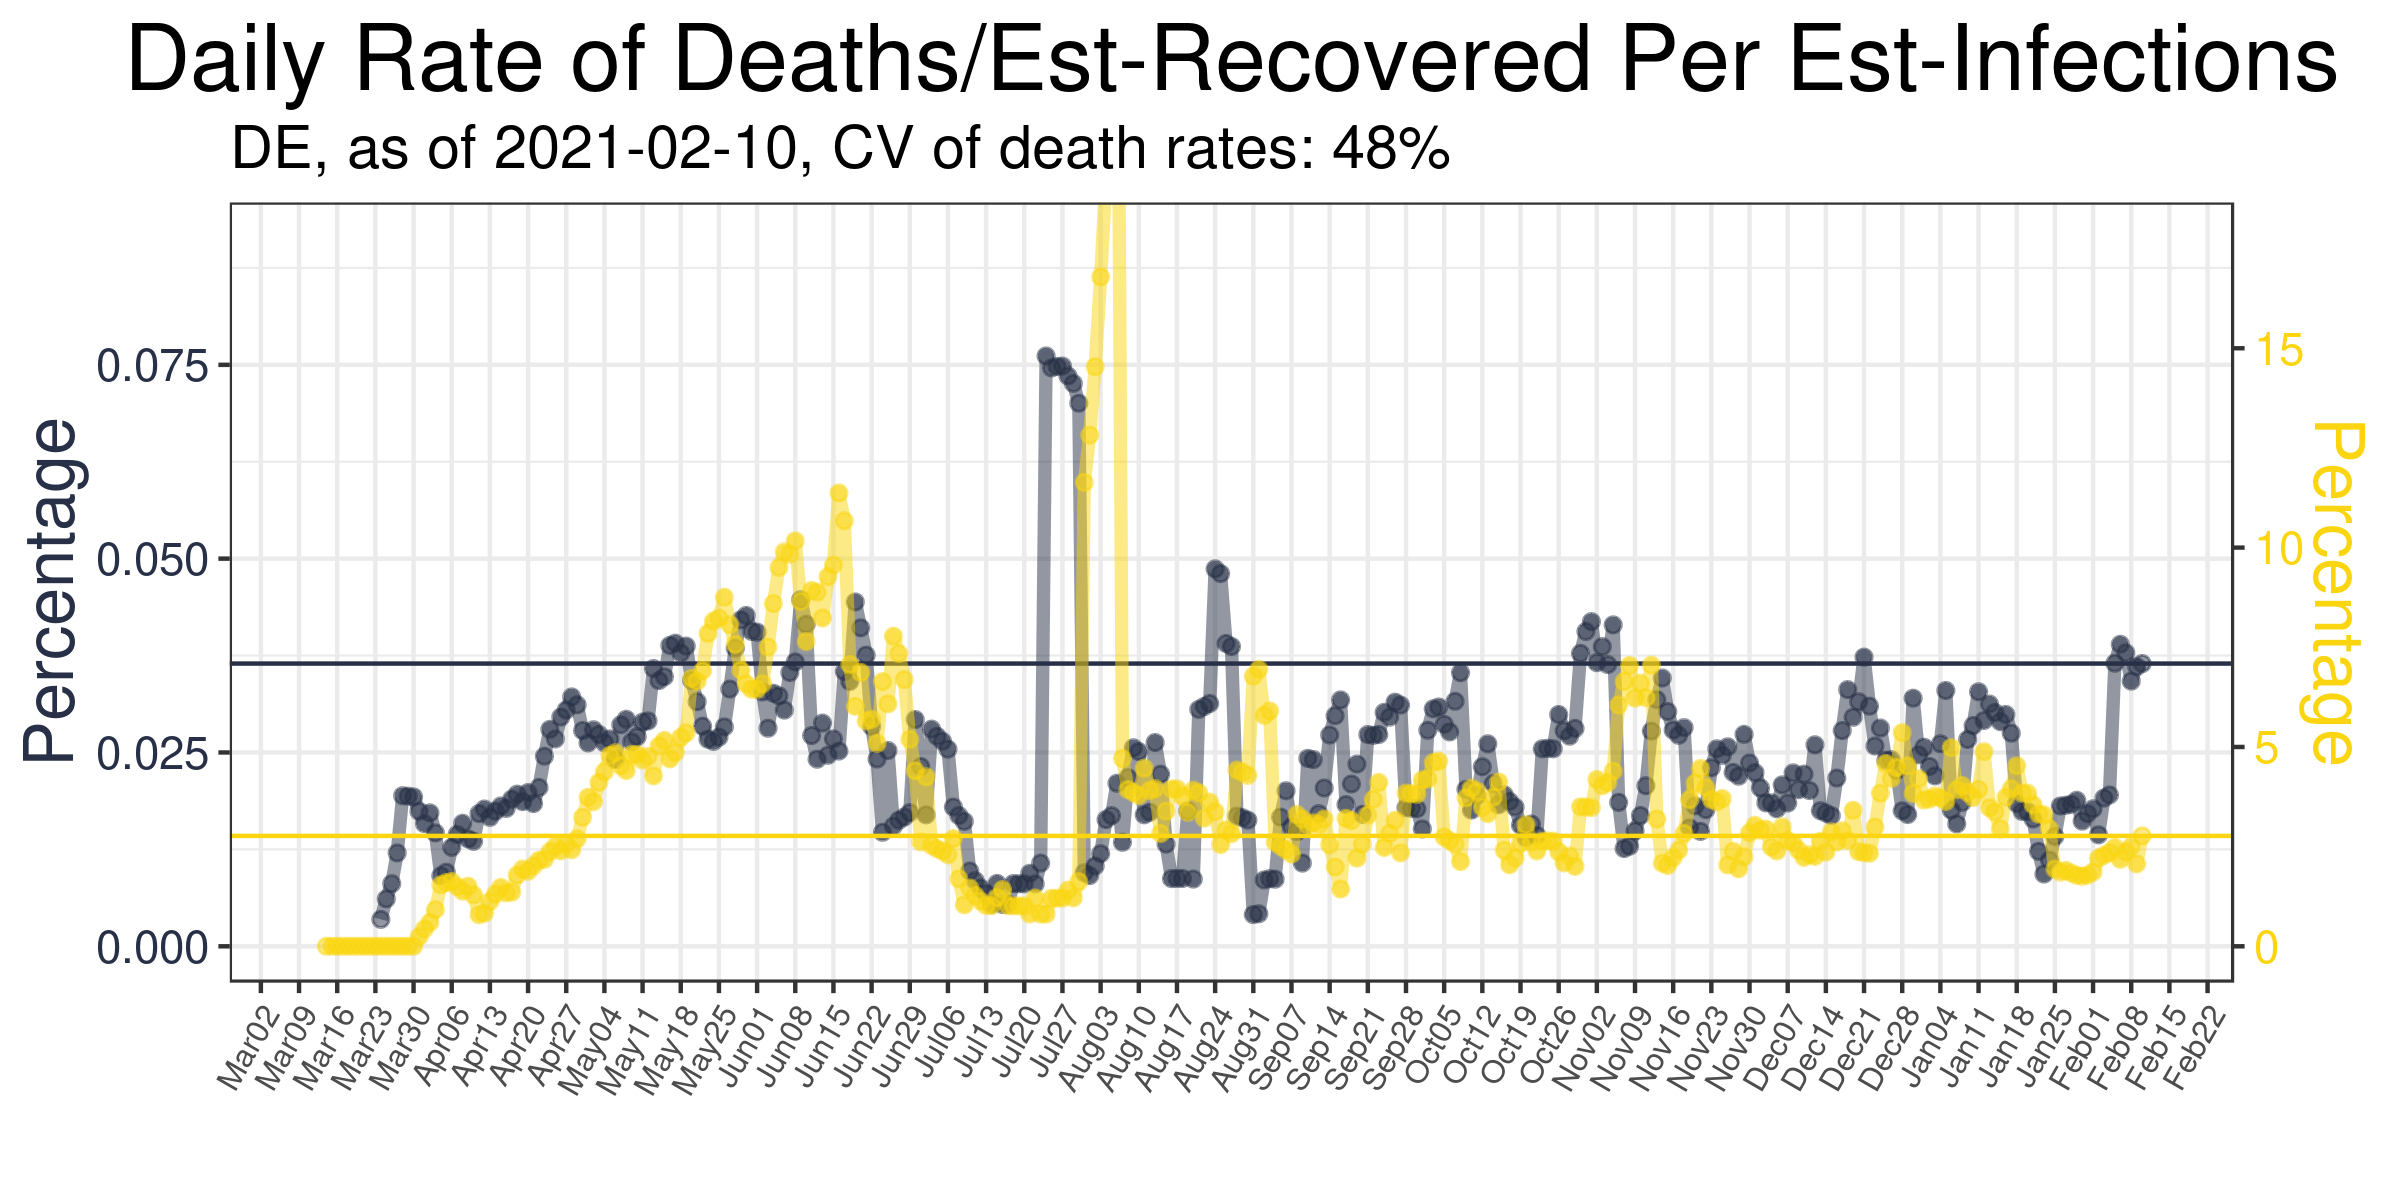 Daily Rate of Deaths/Est-Recovered Per Est-Infections
DE, as of 2021-02-10, CV of death rates: 48%
Percentage
0.075
0.050
0.025
0.000
15
10
5
0
Percentage
Mar02
Mar09
Mar16
Mar23
Mar30
Apr06
Apr13
Apr20
Apr27
May04
May11
May18
May25
Jun01
Jun08
Jun15
Jun22
Jun29
Jul06
Jul13
Jul20
Jul27
Aug03
Aug10
Aug17
Aug24
Aug31
Sep07
Sep14
Sep21
Sep28
Oct05
Oct12
Oct19
Oct26
Nov02
Nov09
Nov16
Nov23
Nov30
Dec07
Dec14
Dec21
Dec28
Jan04
Jan11
Jan18
Jan25
Feb01
Feb08
Feb15
Feb22